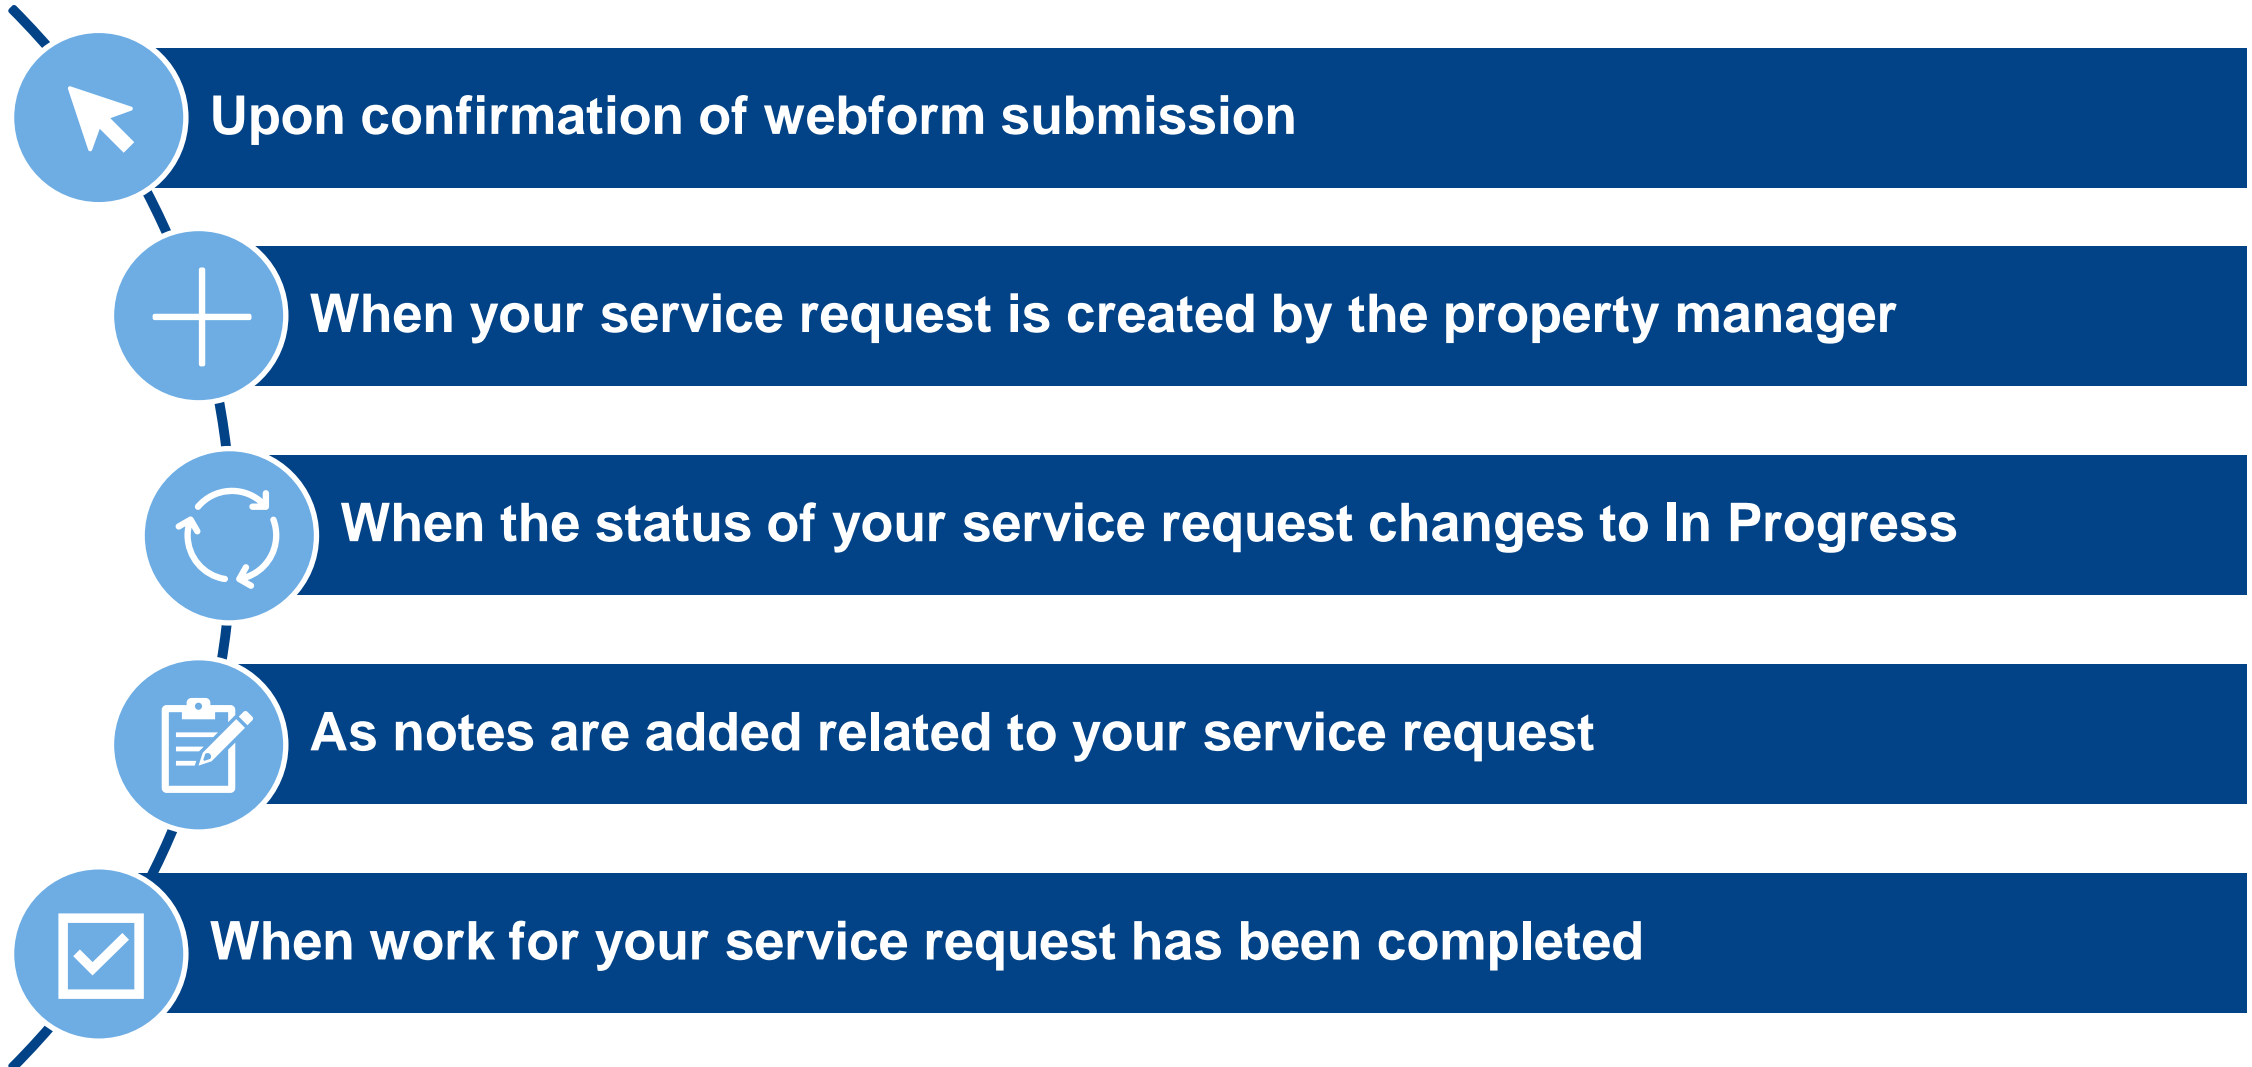 Upon confirmation of webform submission
When your service request is created by the property manager
When the status of your service request changes to In Progress
As notes are added related to your service request
When work for your service request has been completed